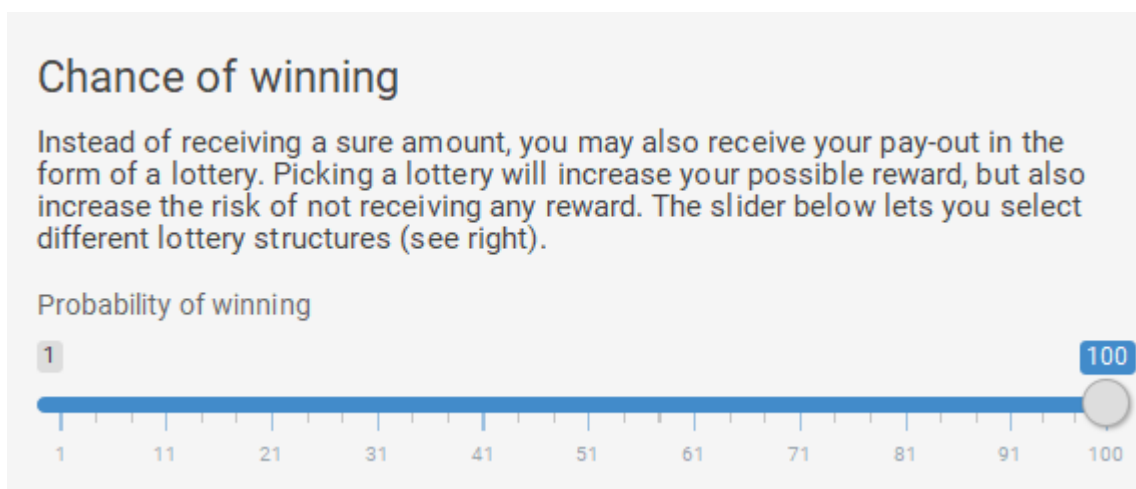 Chance of winning
Instead of receiving a sure amount, you may also receive your pay-out in the
form of a lottery. Picking a lottery will increase your possible reward, but also
increase the risk of not receiving any reward. The slider below lets you select
different lottery structures (see right).
Probability of winning
1 100
1 11 21 31 41 51 61 71 81 91 100